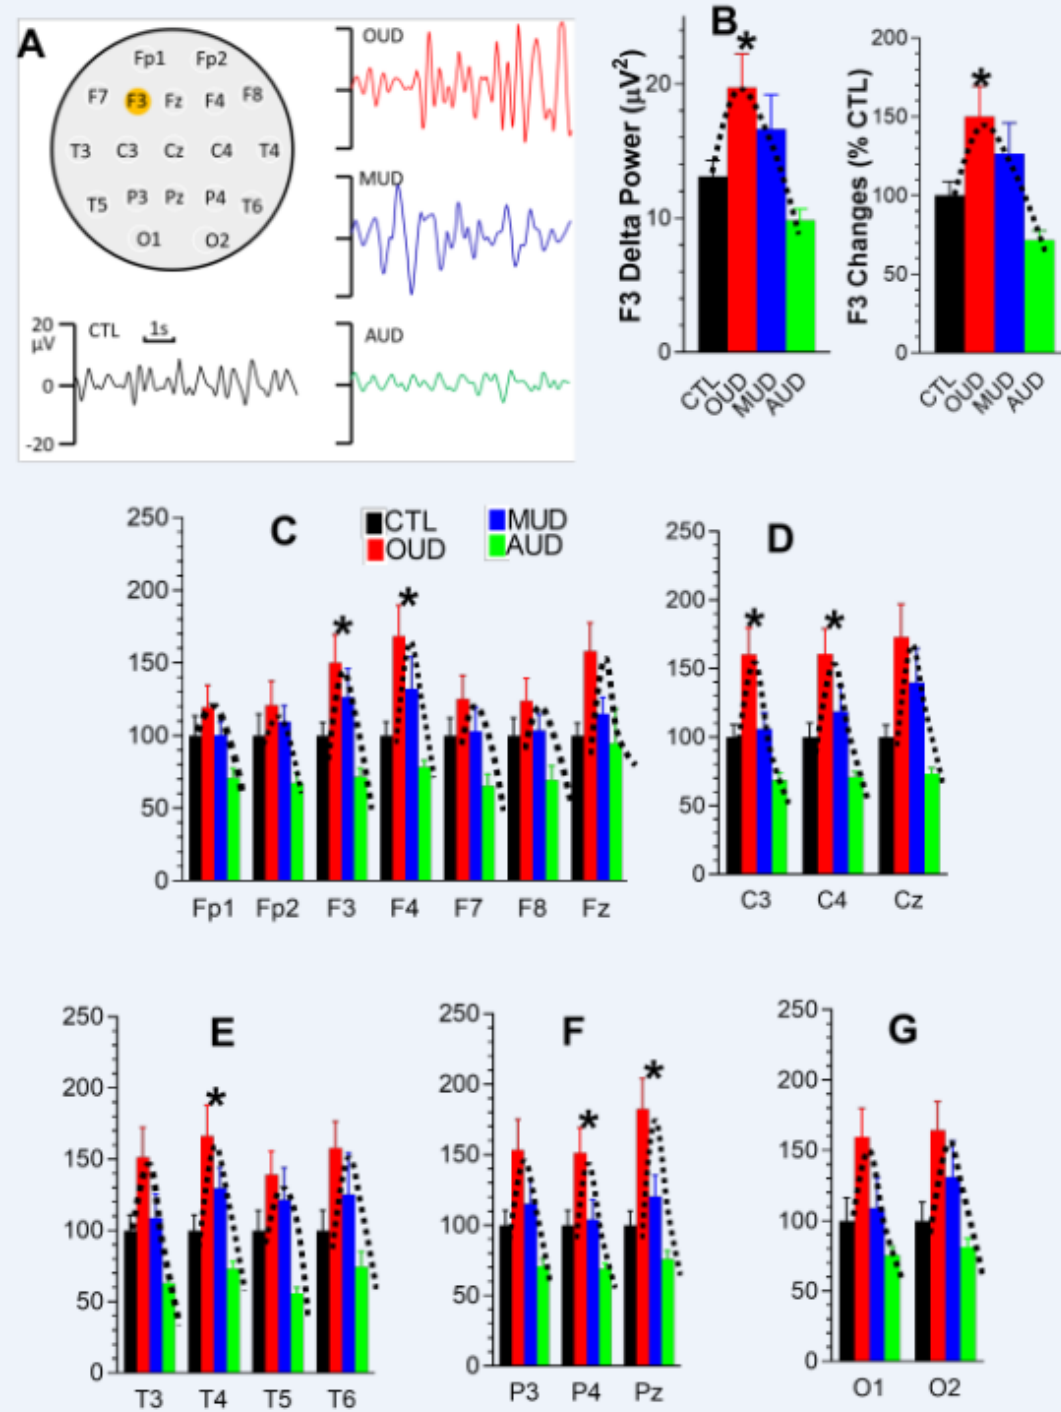 A
Fp1 Fp2
F7 F3 Fz F4 F8
T3 C3 Cz C4 T4
T5 P3 Pz P4 T6
O1 O2
20
μV
0
-20
CTL 1s
OUD
MUD
AUD
B
F3 Delta Power (μV²)
20
10
0
CTL OUD MUD AUD
*
F3 Changes (% CTL)
200
150
100
50
0
CTL OUD MUD AUD
*
C
CTL MUD
OUD AUD
250
200
150
100
50
0
* *
Fp1 Fp2 F3 F4 F7 F8 Fz
D
250
200
150
100
50
0
* *
C3 C4 Cz
E
250
200
150
100
50
0
*
T3 T4 T5 T6
F
250
200
150
100
50
0
* *
P3 P4 Pz
G
250
200
150
100
50
0
O1 O2